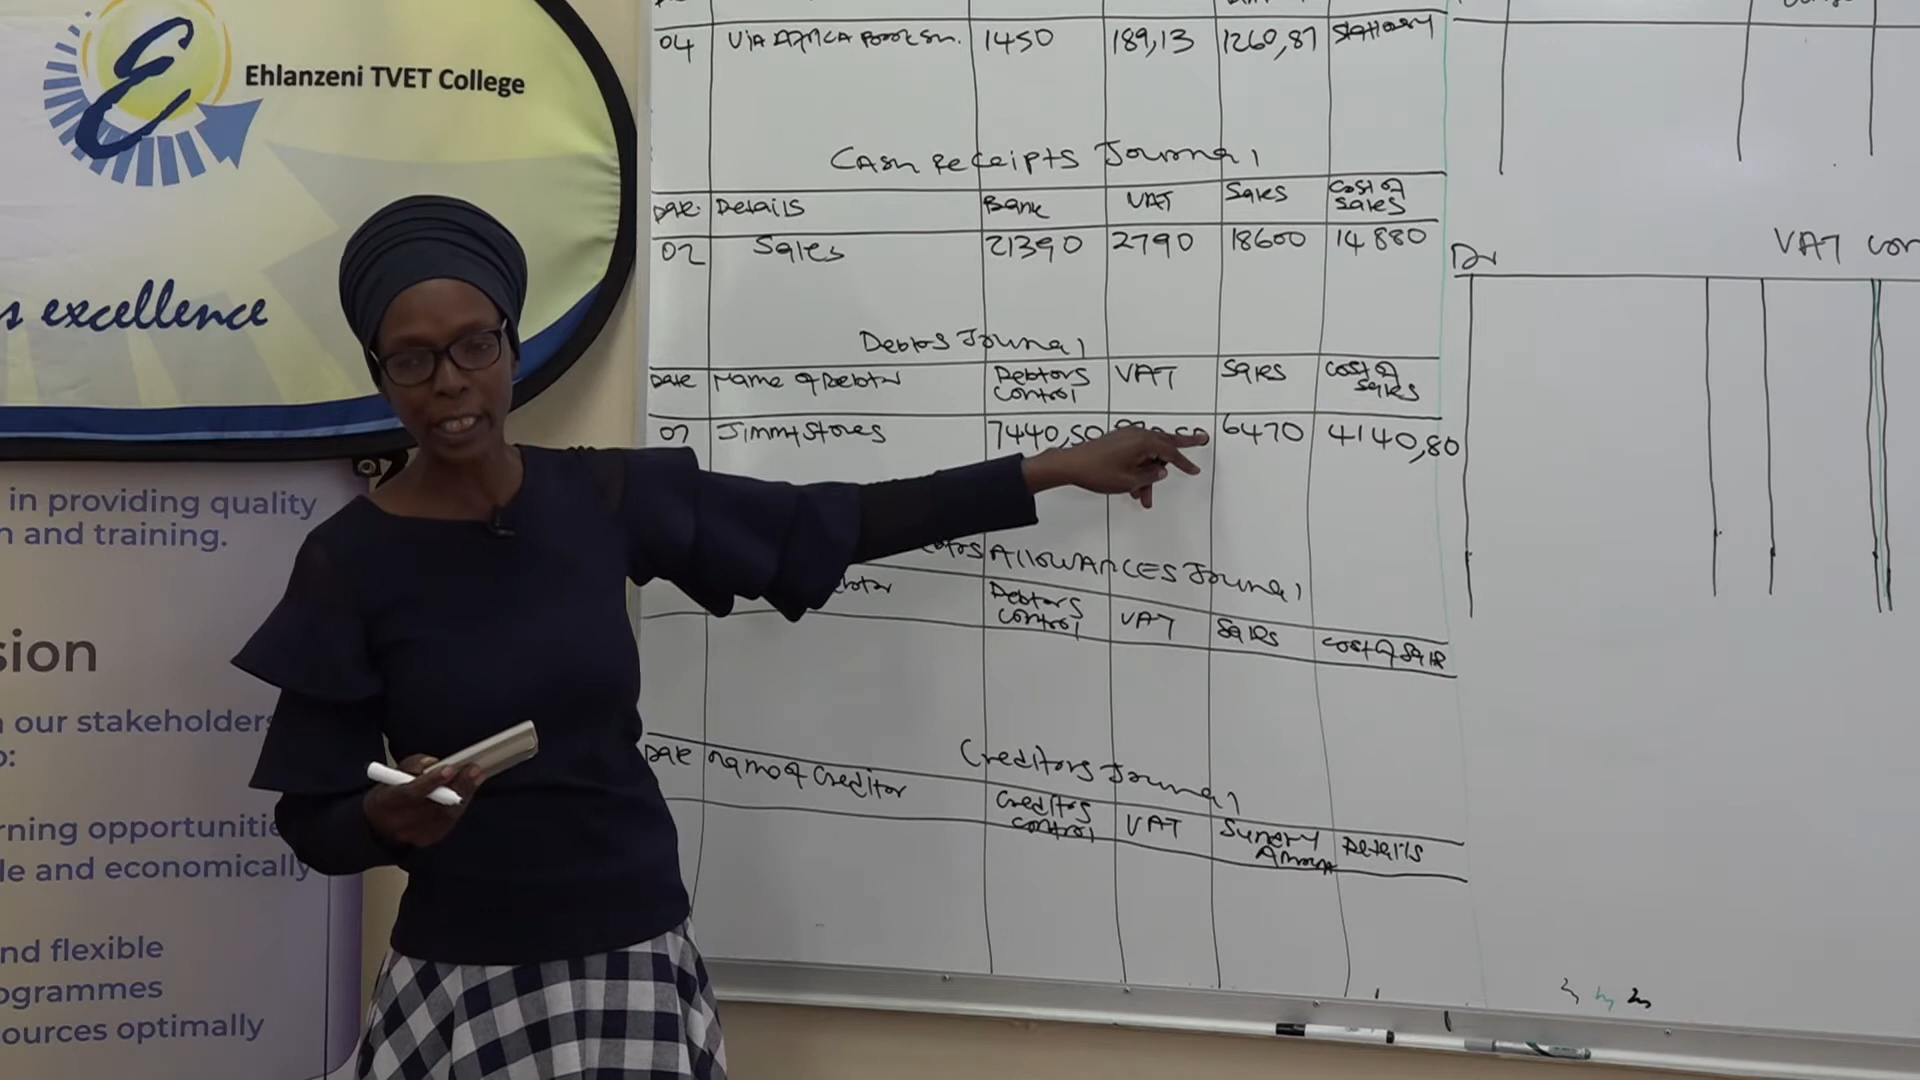 Ehlanzeni TVET College
s excellence
in providing quality
n and training.
sion
our stakeholders
rning opportunitie
le and economically
nd flexible
ogrammes
ources optimally
04 VIA AFRICA 1450 189,13 1260,87 Stationery
Cash Receipts Journal
Date Details Bank VAT Sales Cost of Sales
02 Sales 21390 2790 18600 14 880
Debtors Journal
Date Name of Debtor Debtors Control VAT Sales Cost of Sales
07 Jimmy Stores 7440,50 6470 4140,80
Allowances Journal
Debtors Control VAT Sales Cost of Sales
Creditors Journal
Date Name of Creditor Creditors Control VAT Sundry Amount Details
Dr VAT Con